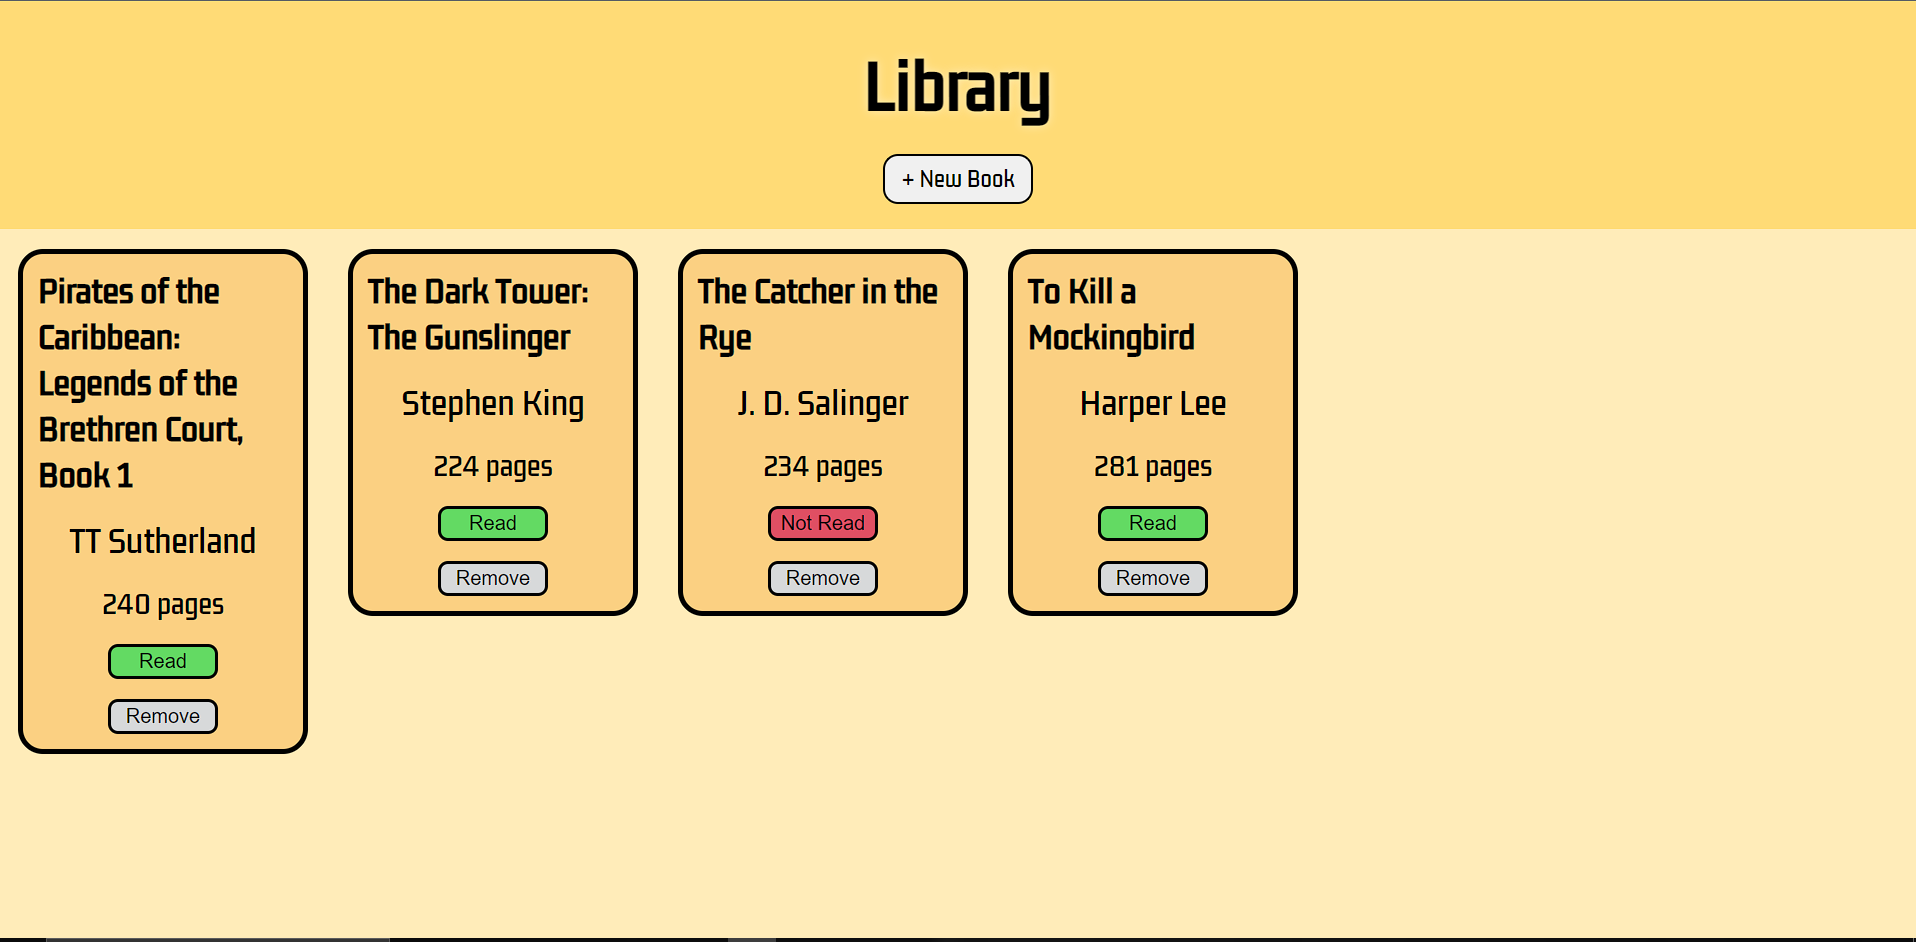 Library
+ New Book
Pirates of the
Caribbean:
Legends of the
Brethren Court,
Book 1
TT Sutherland
240 pages
Read
Remove
The Dark Tower:
The Gunslinger
Stephen King
224 pages
Read
Remove
The Catcher in the
Rye
J. D. Salinger
234 pages
Not Read
Remove
To Kill a
Mockingbird
Harper Lee
281 pages
Read
Remove